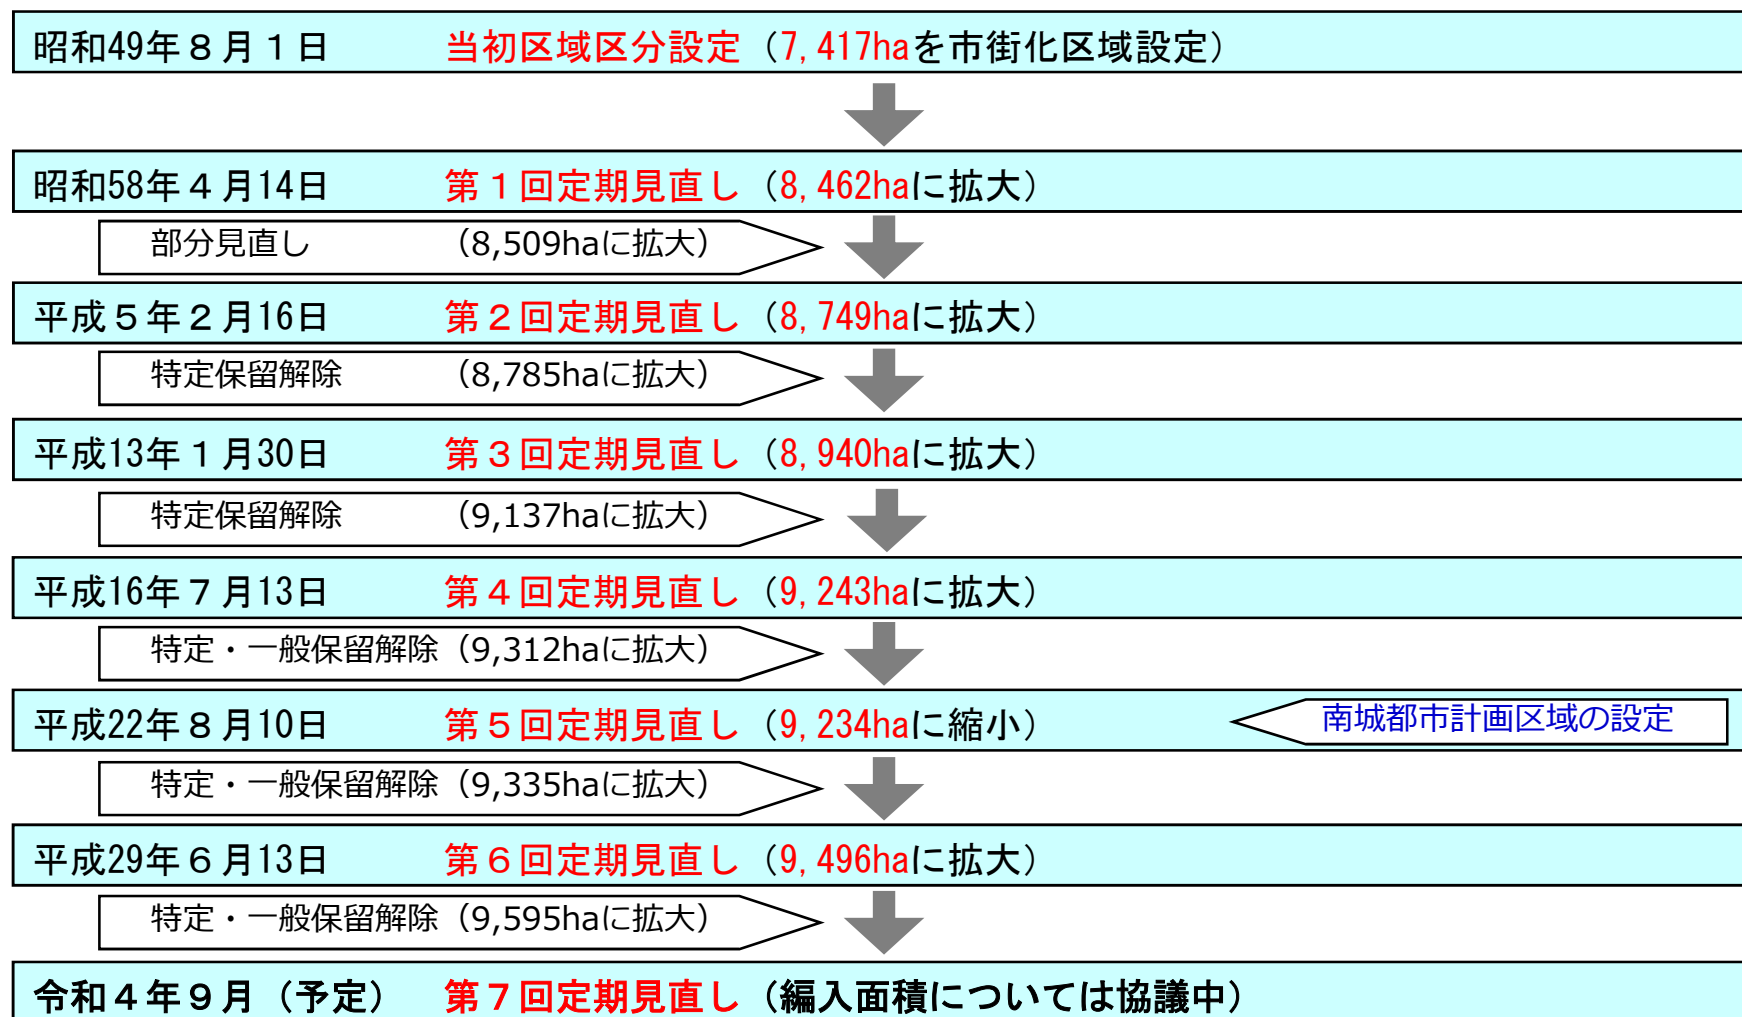 昭和49年８月１日　当初区域区分設定（7,417haを市街化区域設定）
昭和58年４月14日　第１回定期見直し（8,462haに拡大）
部分見直し　（8,509haに拡大）
平成５年２月16日　第２回定期見直し（8,749haに拡大）
特定保留解除　（8,785haに拡大）
平成13年１月30日　第３回定期見直し（8,940haに拡大）
特定保留解除　（9,137haに拡大）
平成16年７月13日　第４回定期見直し（9,243haに拡大）
特定・一般保留解除（9,312haに拡大）
平成22年８月10日　第５回定期見直し（9,234haに縮小）　南城都市計画区域の設定
特定・一般保留解除（9,335haに拡大）
平成29年６月13日　第６回定期見直し（9,496haに拡大）
特定・一般保留解除（9,595haに拡大）
令和４年９月（予定）　第７回定期見直し（編入面積については協議中）